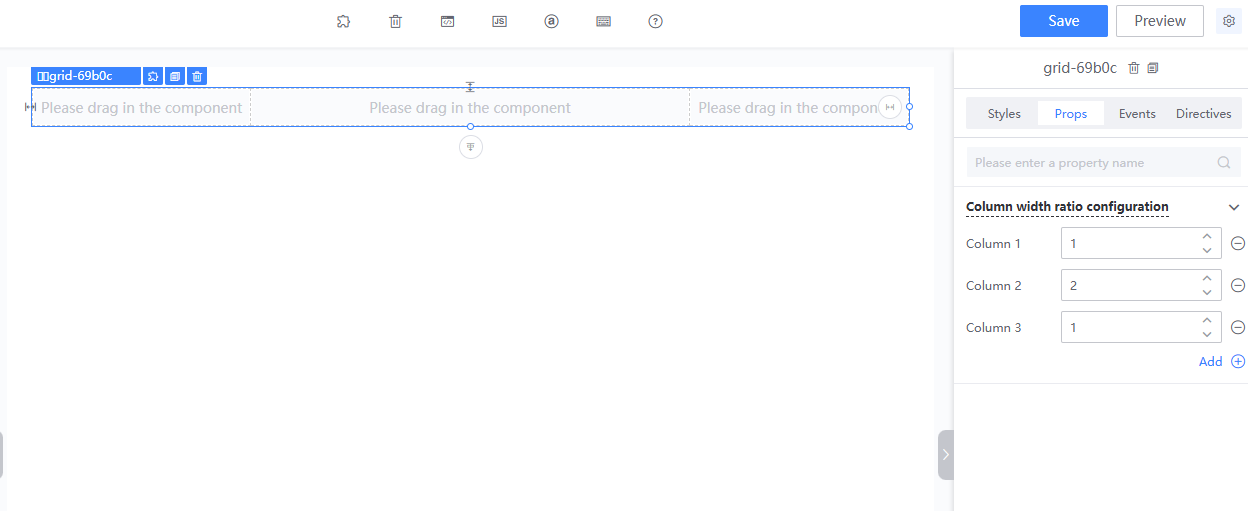 JS
a
?
Save
Preview
grid-69b0c
Please drag in the component
Please drag in the component
Please drag in the compon
grid-69b0c
Styles
Props
Events
Directives
Please enter a property name
Column width ratio configuration
Column 1
1
Column 2
2
Column 3
1
Add